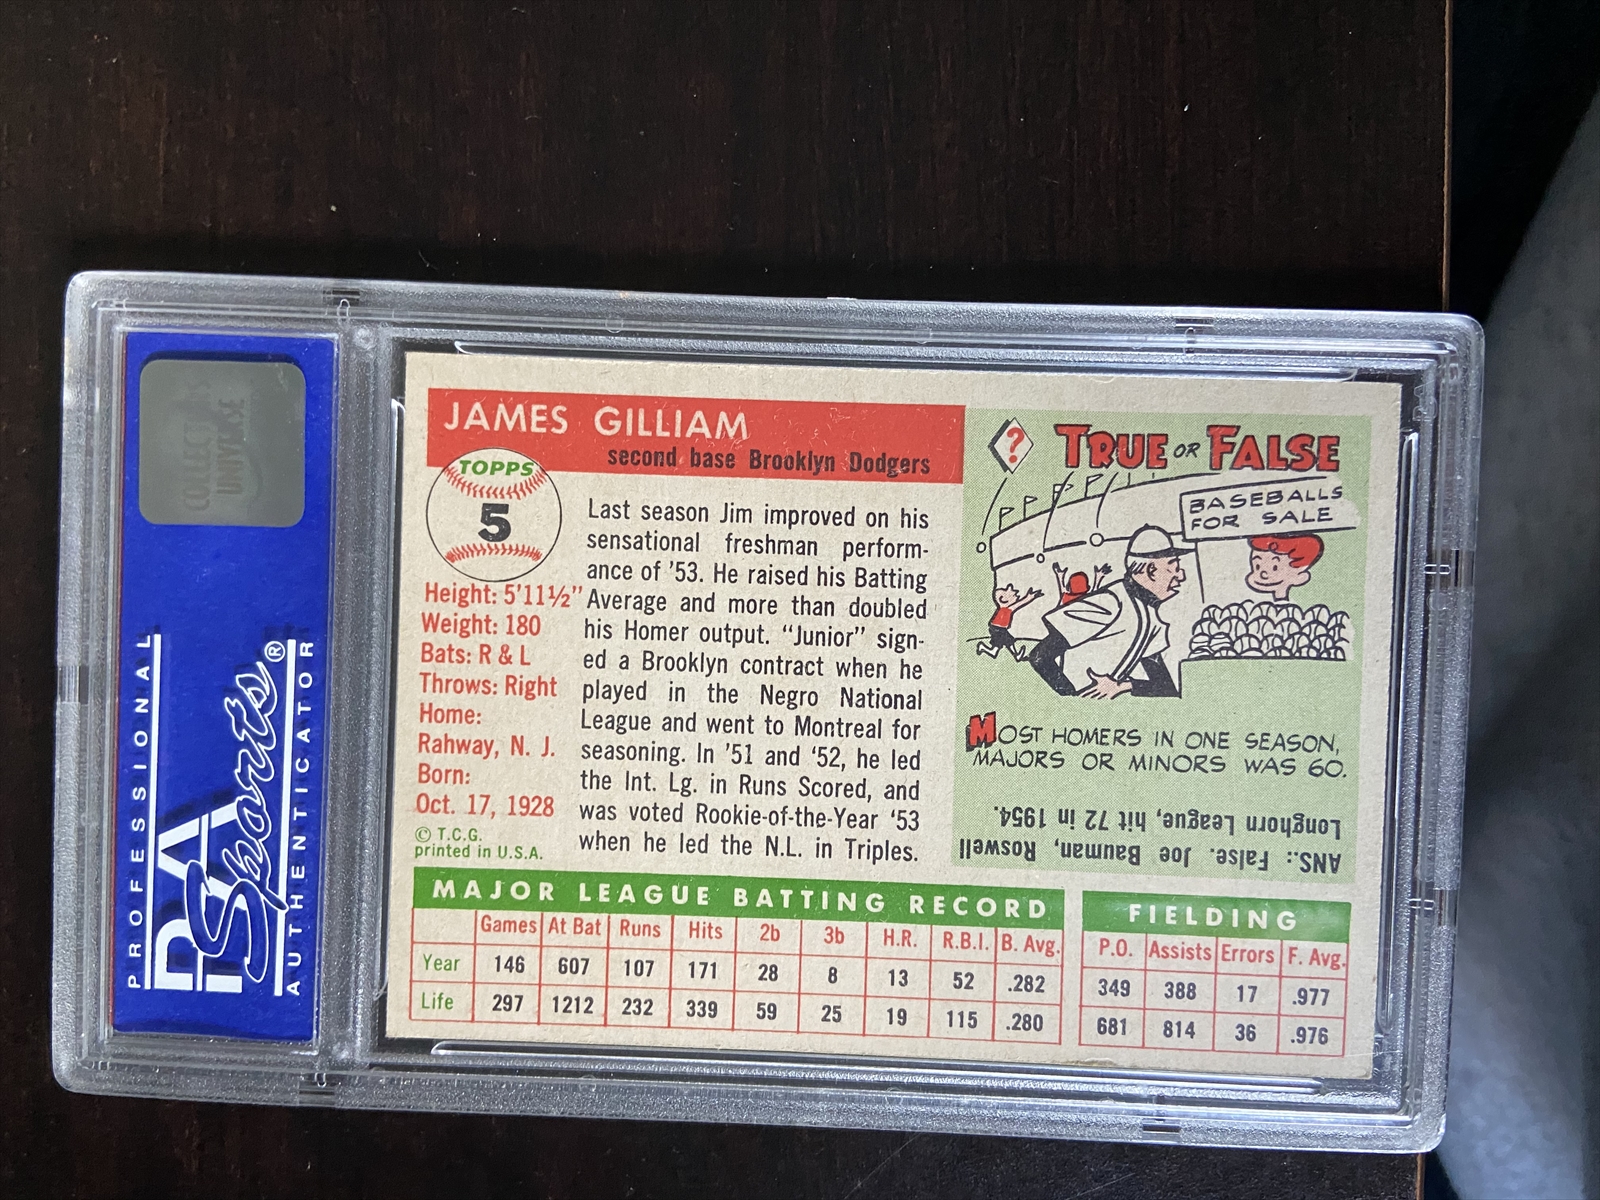 COLLECTORS
UNIVERSE
PROFESSIONAL
PSA
Sports®
AUTHENTICATOR
JAMES GILLIAM
second base Brooklyn Dodgers
TOPPS
5
Height: 5'11½"
Weight: 180
Bats: R & L
Throws: Right
Home:
Rahway, N. J.
Born:
Oct. 17, 1928
© T.C.G.
printed in U.S.A.
Last season Jim improved on his
sensational freshman perform-
ance of '53. He raised his Batting
Average and more than doubled
his Homer output. "Junior" sign-
ed a Brooklyn contract when he
played in the Negro National
League and went to Montreal for
seasoning. In '51 and '52, he led
the Int. Lg. in Runs Scored, and
was voted Rookie-of-the-Year '53
when he led the N.L. in Triples.
?
TRUE OR FALSE
BASEBALLS
FOR SALE
MOST HOMERS IN ONE SEASON,
MAJORS OR MINORS WAS 60.
ANS.: False. Joe Bauman, Roswell
Longhorn League, hit 72 in 1954.
MAJOR LEAGUE BATTING RECORD
Games At Bat Runs Hits 2b 3b H.R. R.B.I. B. Avg.
Year 146 607 107 171 28 8 13 52 .282
Life 297 1212 232 339 59 25 19 115 .280
FIELDING
P.O. Assists Errors F. Avg.
349 388 17 .977
681 814 36 .976